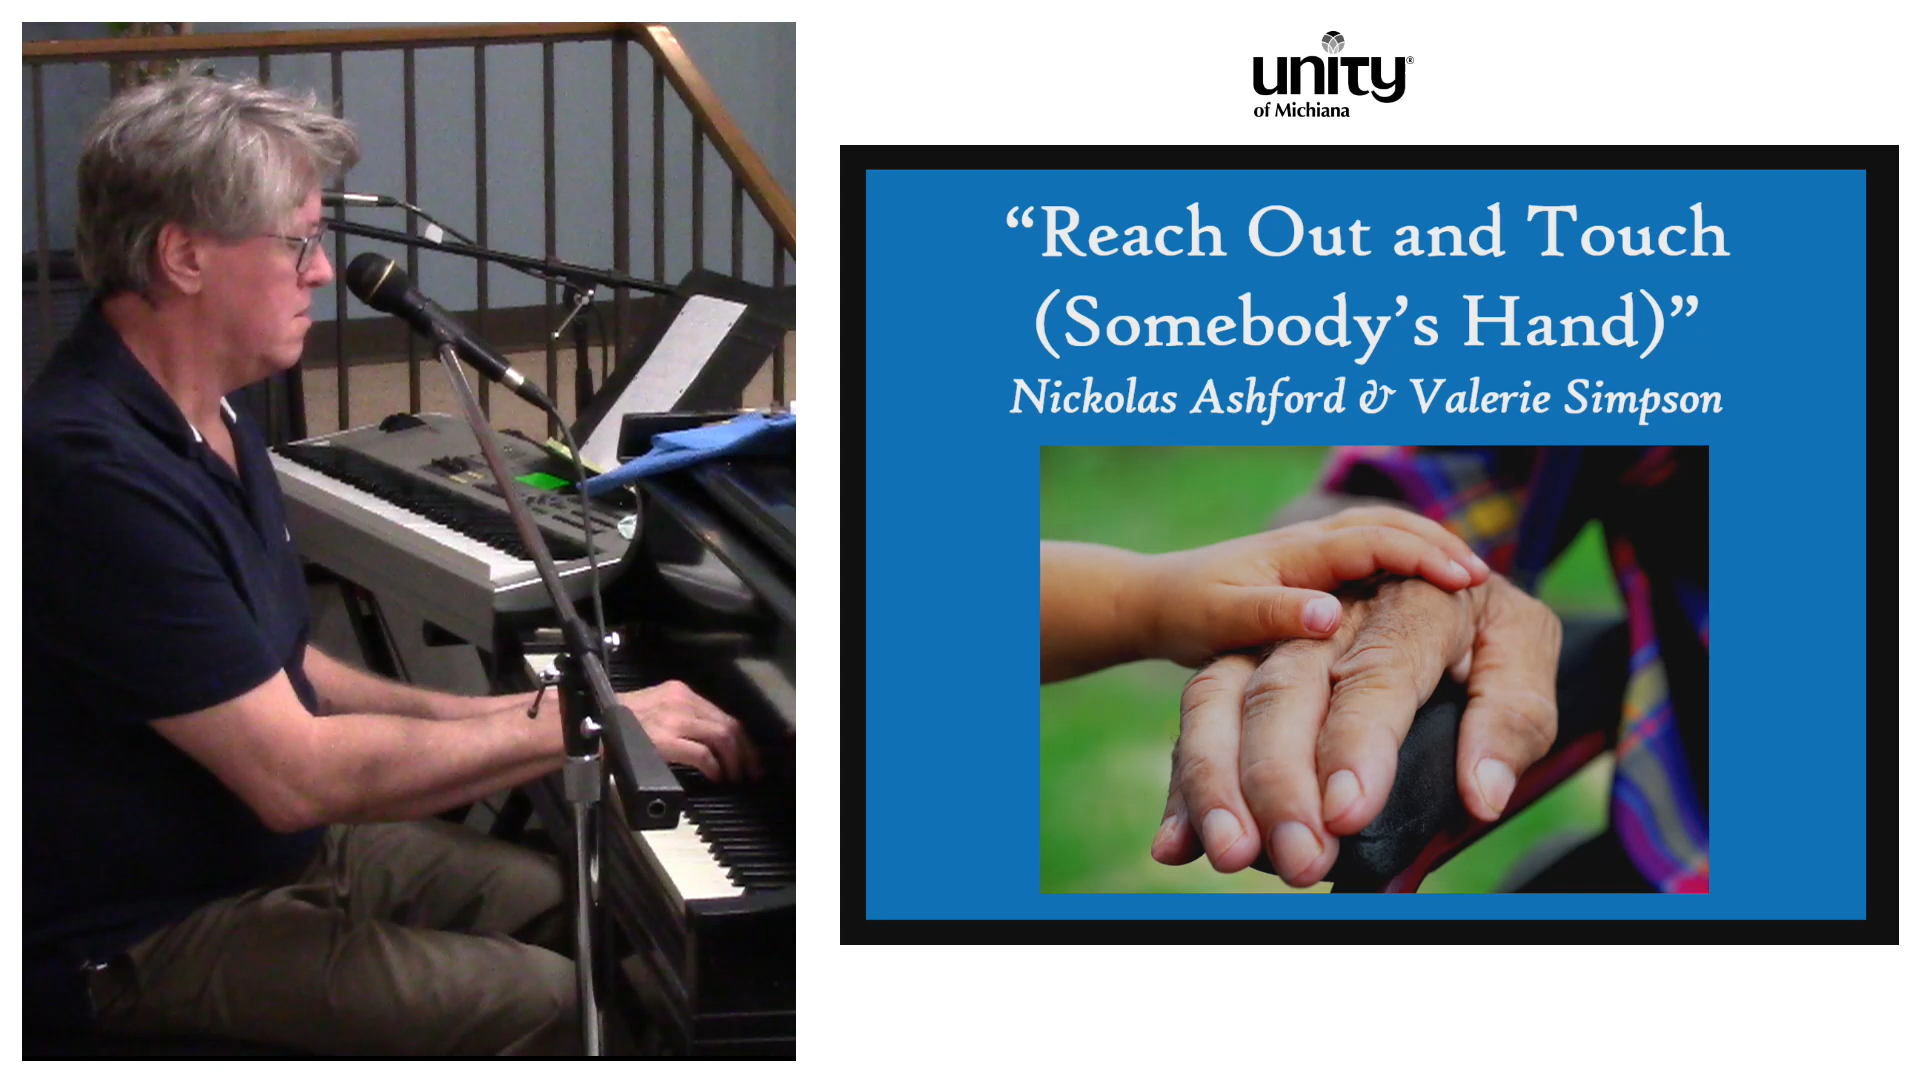 unity®
of Michiana
“Reach Out and Touch
(Somebody’s Hand)”
Nickolas Ashford & Valerie Simpson